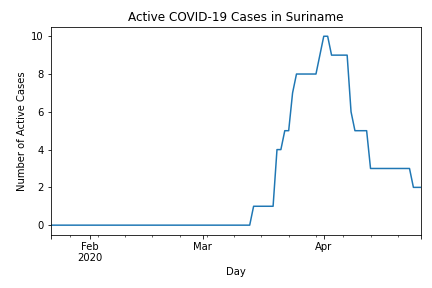 Active COVID-19 Cases in Suriname
Number of Active Cases
10
8
6
4
2
0
Feb
2020
Mar
Apr
Day